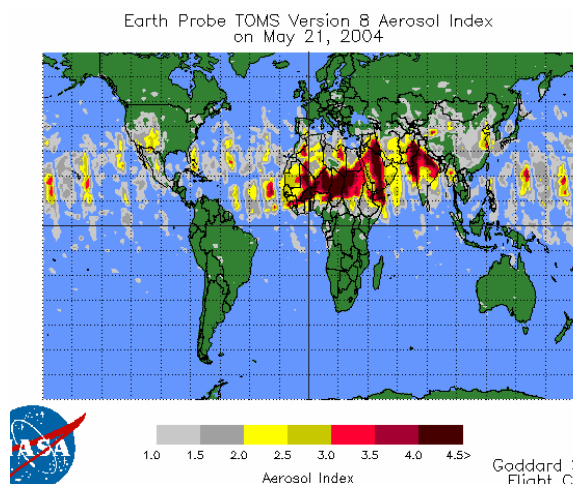 Earth Probe TOMS Version 8 Aerosol Index
on May 21, 2004
1.0 1.5 2.0 2.5 3.0 3.5 4.0 4.5>
Aerosol Index
ASA
Goddard
Flight